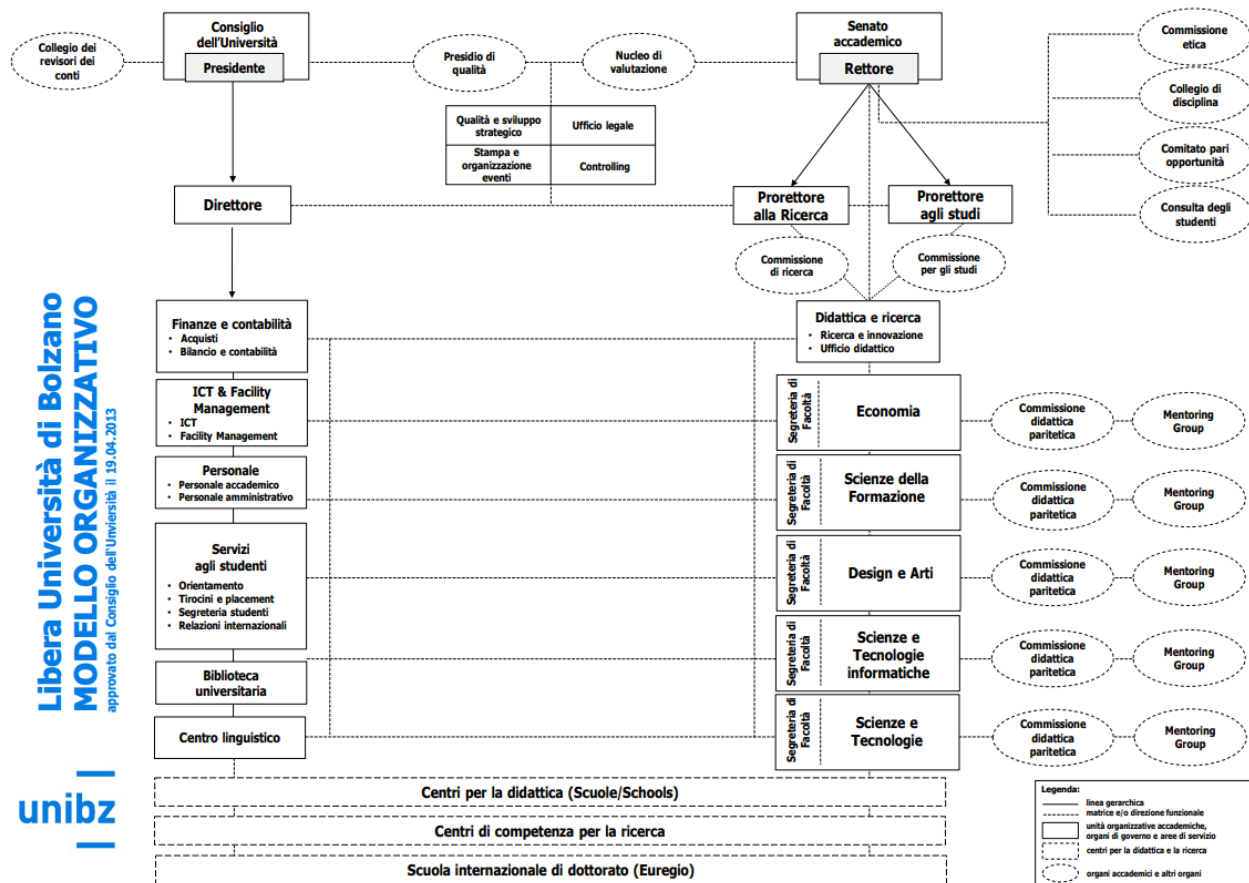 Consiglio
dell'Università
Presidente
Collegio dei
revisori dei
conti
Presidio di
qualità
Nucleo di
valutazione
Senato
accademico
Rettore
Commissione
etica
Collegio di
disciplina
Comitato pari
opportunità
Consulta degli
studenti
Qualità e sviluppo
strategico
Ufficio legale
Stampa e
organizzazione
eventi
Controlling
Direttore
Prorettore
alla Ricerca
Prorettore
agli studi
Commissione
di ricerca
Commissione
per gli studi
Libera Università di Bolzano
MODELLO ORGANIZZATIVO
approvato dal Consiglio dell'Unviersità il 19.04.2013
Finanze e contabilità
• Acquisti
• Bilancio e contabilità
ICT & Facility
Management
• ICT
• Facility Management
Personale
• Personale accademico
• Personale amministrativo
Servizi
agli studenti
• Orientamento
• Tirocini e placement
• Segreteria studenti
• Relazioni internazionali
Biblioteca
universitaria
Centro linguistico
Didattica e ricerca
• Ricerca e innovazione
• Ufficio didattico
Segreteria di
Facoltà
Economia
Commissione
didattica
paritetica
Mentoring
Group
Segreteria di
Facoltà
Scienze della
Formazione
Commissione
didattica
paritetica
Mentoring
Group
Segreteria di
Facoltà
Design e Arti
Commissione
didattica
paritetica
Mentoring
Group
Segreteria di
Facoltà
Scienze e
Tecnologie
informatiche
Commissione
didattica
paritetica
Mentoring
Group
Segreteria di
Facoltà
Scienze e
Tecnologie
Commissione
didattica
paritetica
Mentoring
Group
Centri per la didattica (Scuole/Schools)
Centri di competenza per la ricerca
Scuola internazionale di dottorato (Euregio)
unibz
Legenda:
linea gerarchica
matrice e/o direzione funzionale
unità organizzative accademiche,
organi di governo e aree di servizio
centri per la didattica e la ricerca
organi accademici e altri organi